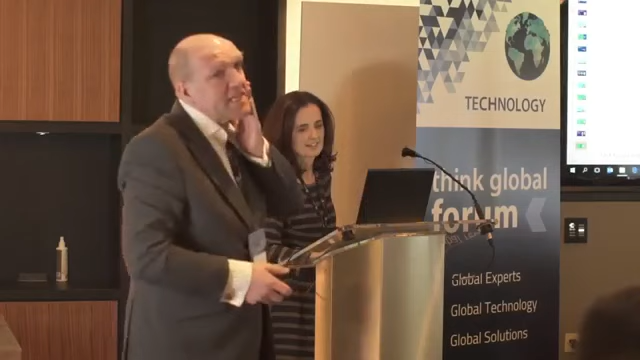 TECHNOLOGY
think global
forum
Global Experts
Global Technology
Global Solutions